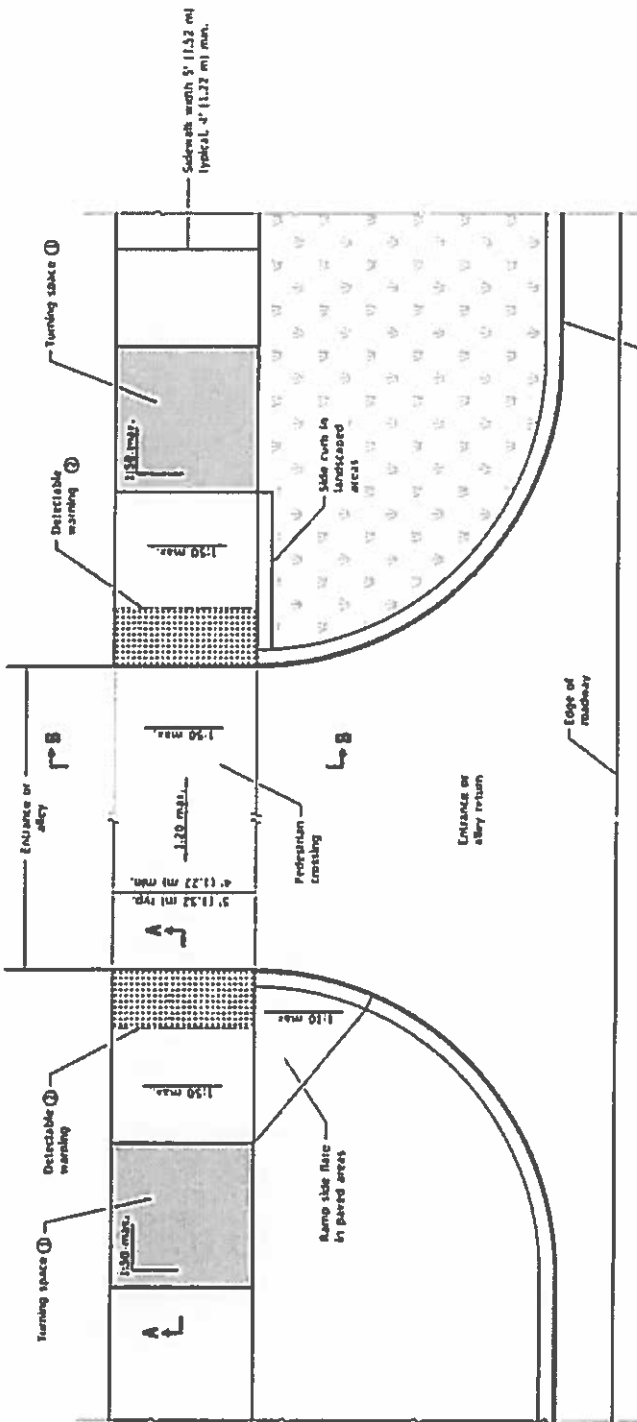 Sidewalk width 5' (1.52 m)
typical, 4' (1.22 m) min.
Turning space ①
Detectable
warning ②
1:50 max.
1:50 max.
Side curb in
landscaped
areas
Entrance or
alley
B
1:50 max.
B
1:20 max.
Pedestrian
crossing
5' (1.52 m) typ.
4' (1.22 m) min.
A
Entrance or
alley return
Edge of
roadway
Detectable ②
warning
1:50 max.
1:10 max
Ramp side flare
in paved areas
Turning space ①
1:50 max.
A